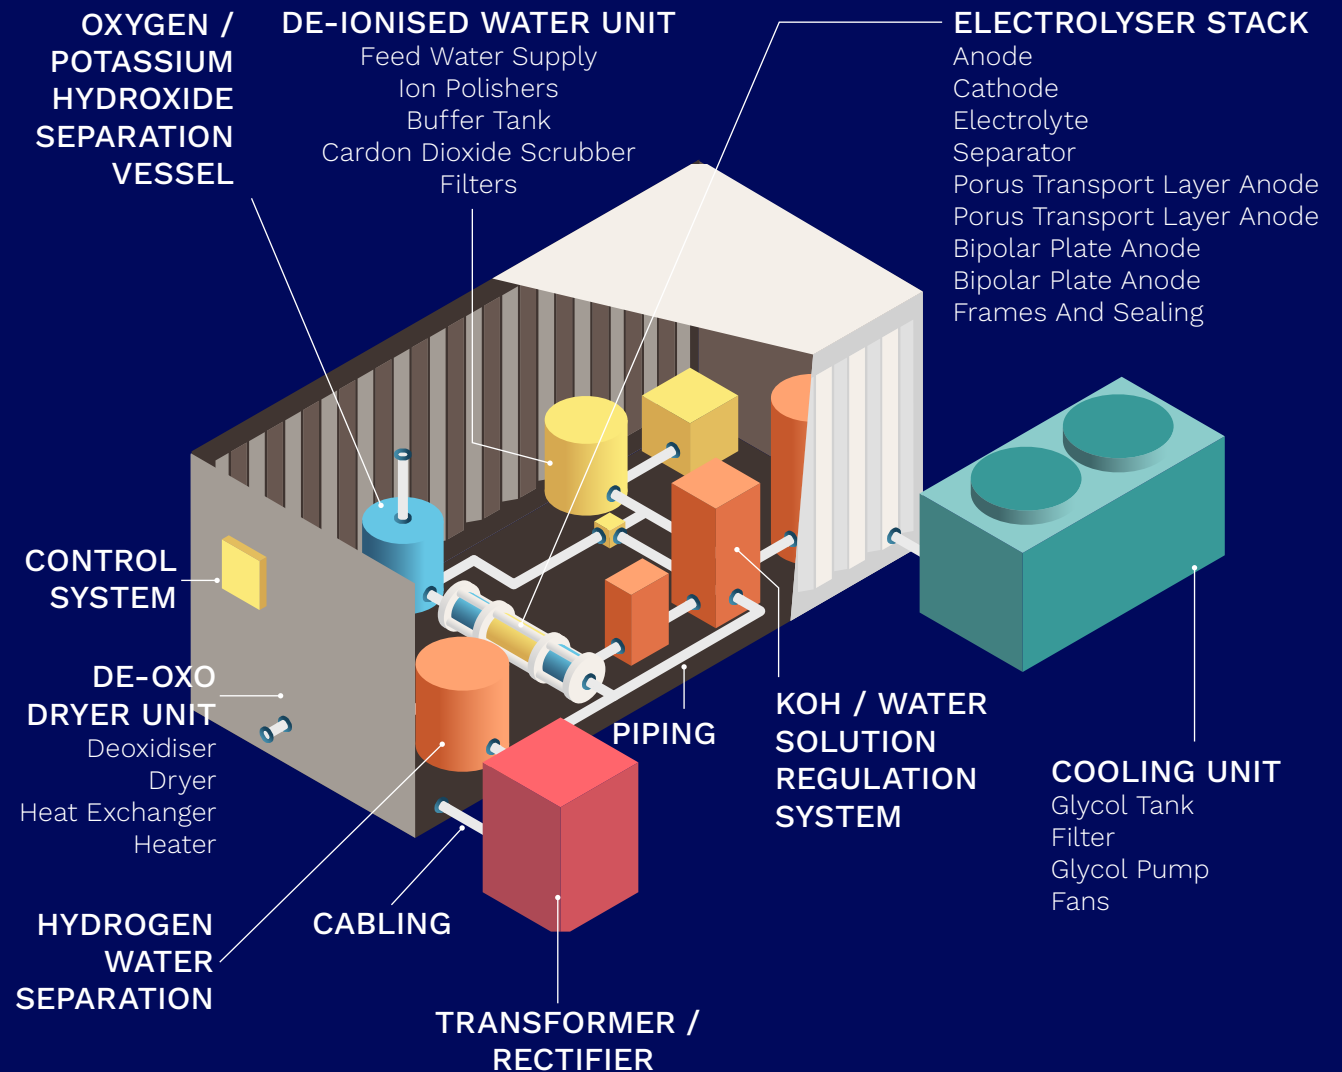 OXYGEN /
POTASSIUM
HYDROXIDE
SEPARATION
VESSEL
DE-IONISED WATER UNIT
Feed Water Supply
Ion Polishers
Buffer Tank
Cardon Dioxide Scrubber
Filters
ELECTROLYSER STACK
Anode
Cathode
Electrolyte
Separator
Porus Transport Layer Anode
Porus Transport Layer Anode
Bipolar Plate Anode
Bipolar Plate Anode
Frames And Sealing
CONTROL
SYSTEM
DE-OXO
DRYER UNIT
Deoxidiser
Dryer
Heat Exchanger
Heater
HYDROGEN
WATER
SEPARATION
CABLING
TRANSFORMER /
RECTIFIER
PIPING
KOH / WATER
SOLUTION
REGULATION
SYSTEM
COOLING UNIT
Glycol Tank
Filter
Glycol Pump
Fans